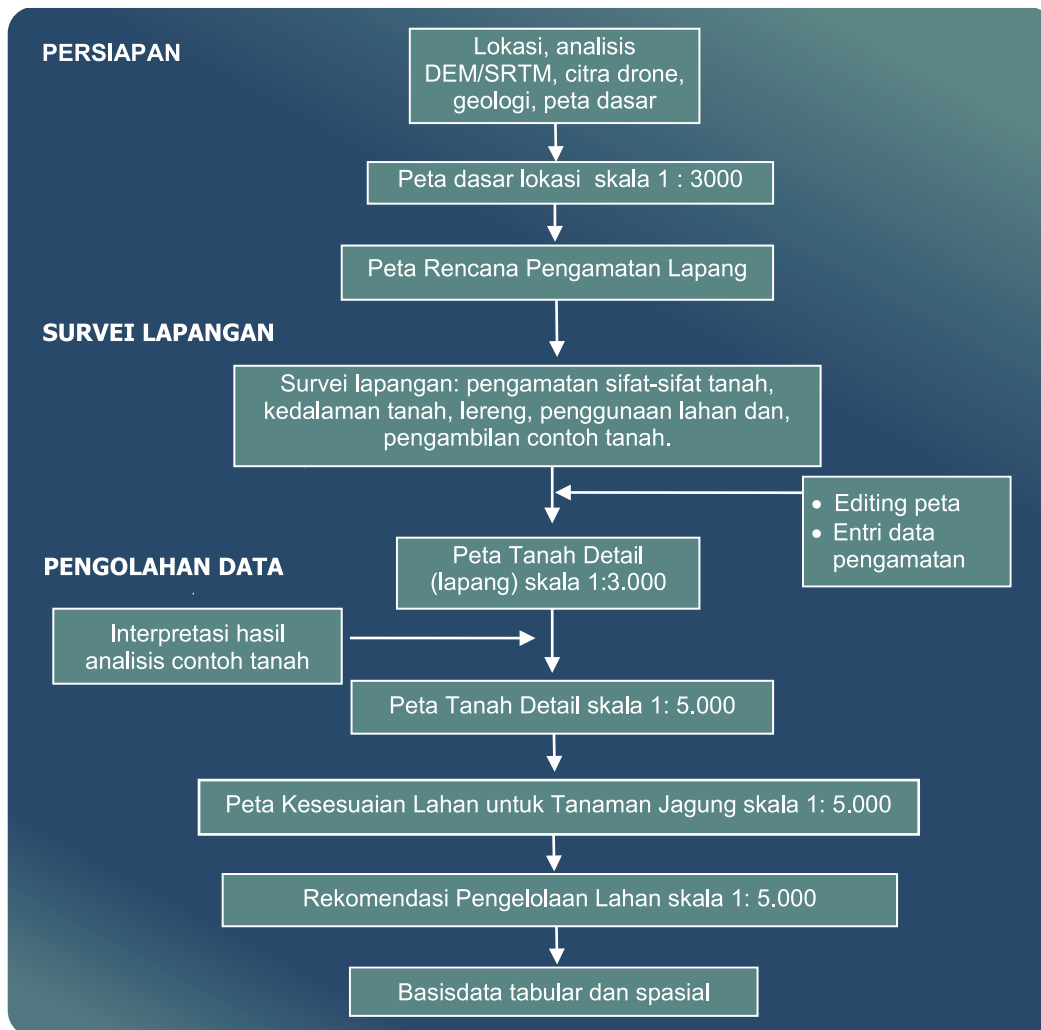 PERSIAPAN
Lokasi, analisis
DEM/SRTM, citra drone,
geologi, peta dasar
Peta dasar lokasi skala 1 : 3000
Peta Rencana Pengamatan Lapang
SURVEI LAPANGAN
Survei lapangan: pengamatan sifat-sifat tanah,
kedalaman tanah, lereng, penggunaan lahan dan,
pengambilan contoh tanah.
• Editing peta
• Entri data
pengamatan
PENGOLAHAN DATA
Peta Tanah Detail
(lapang) skala 1:3.000
Interpretasi hasil
analisis contoh tanah
Peta Tanah Detail skala 1: 5.000
Peta Kesesuaian Lahan untuk Tanaman Jagung skala 1: 5.000
Rekomendasi Pengelolaan Lahan skala 1: 5.000
Basisdata tabular dan spasial